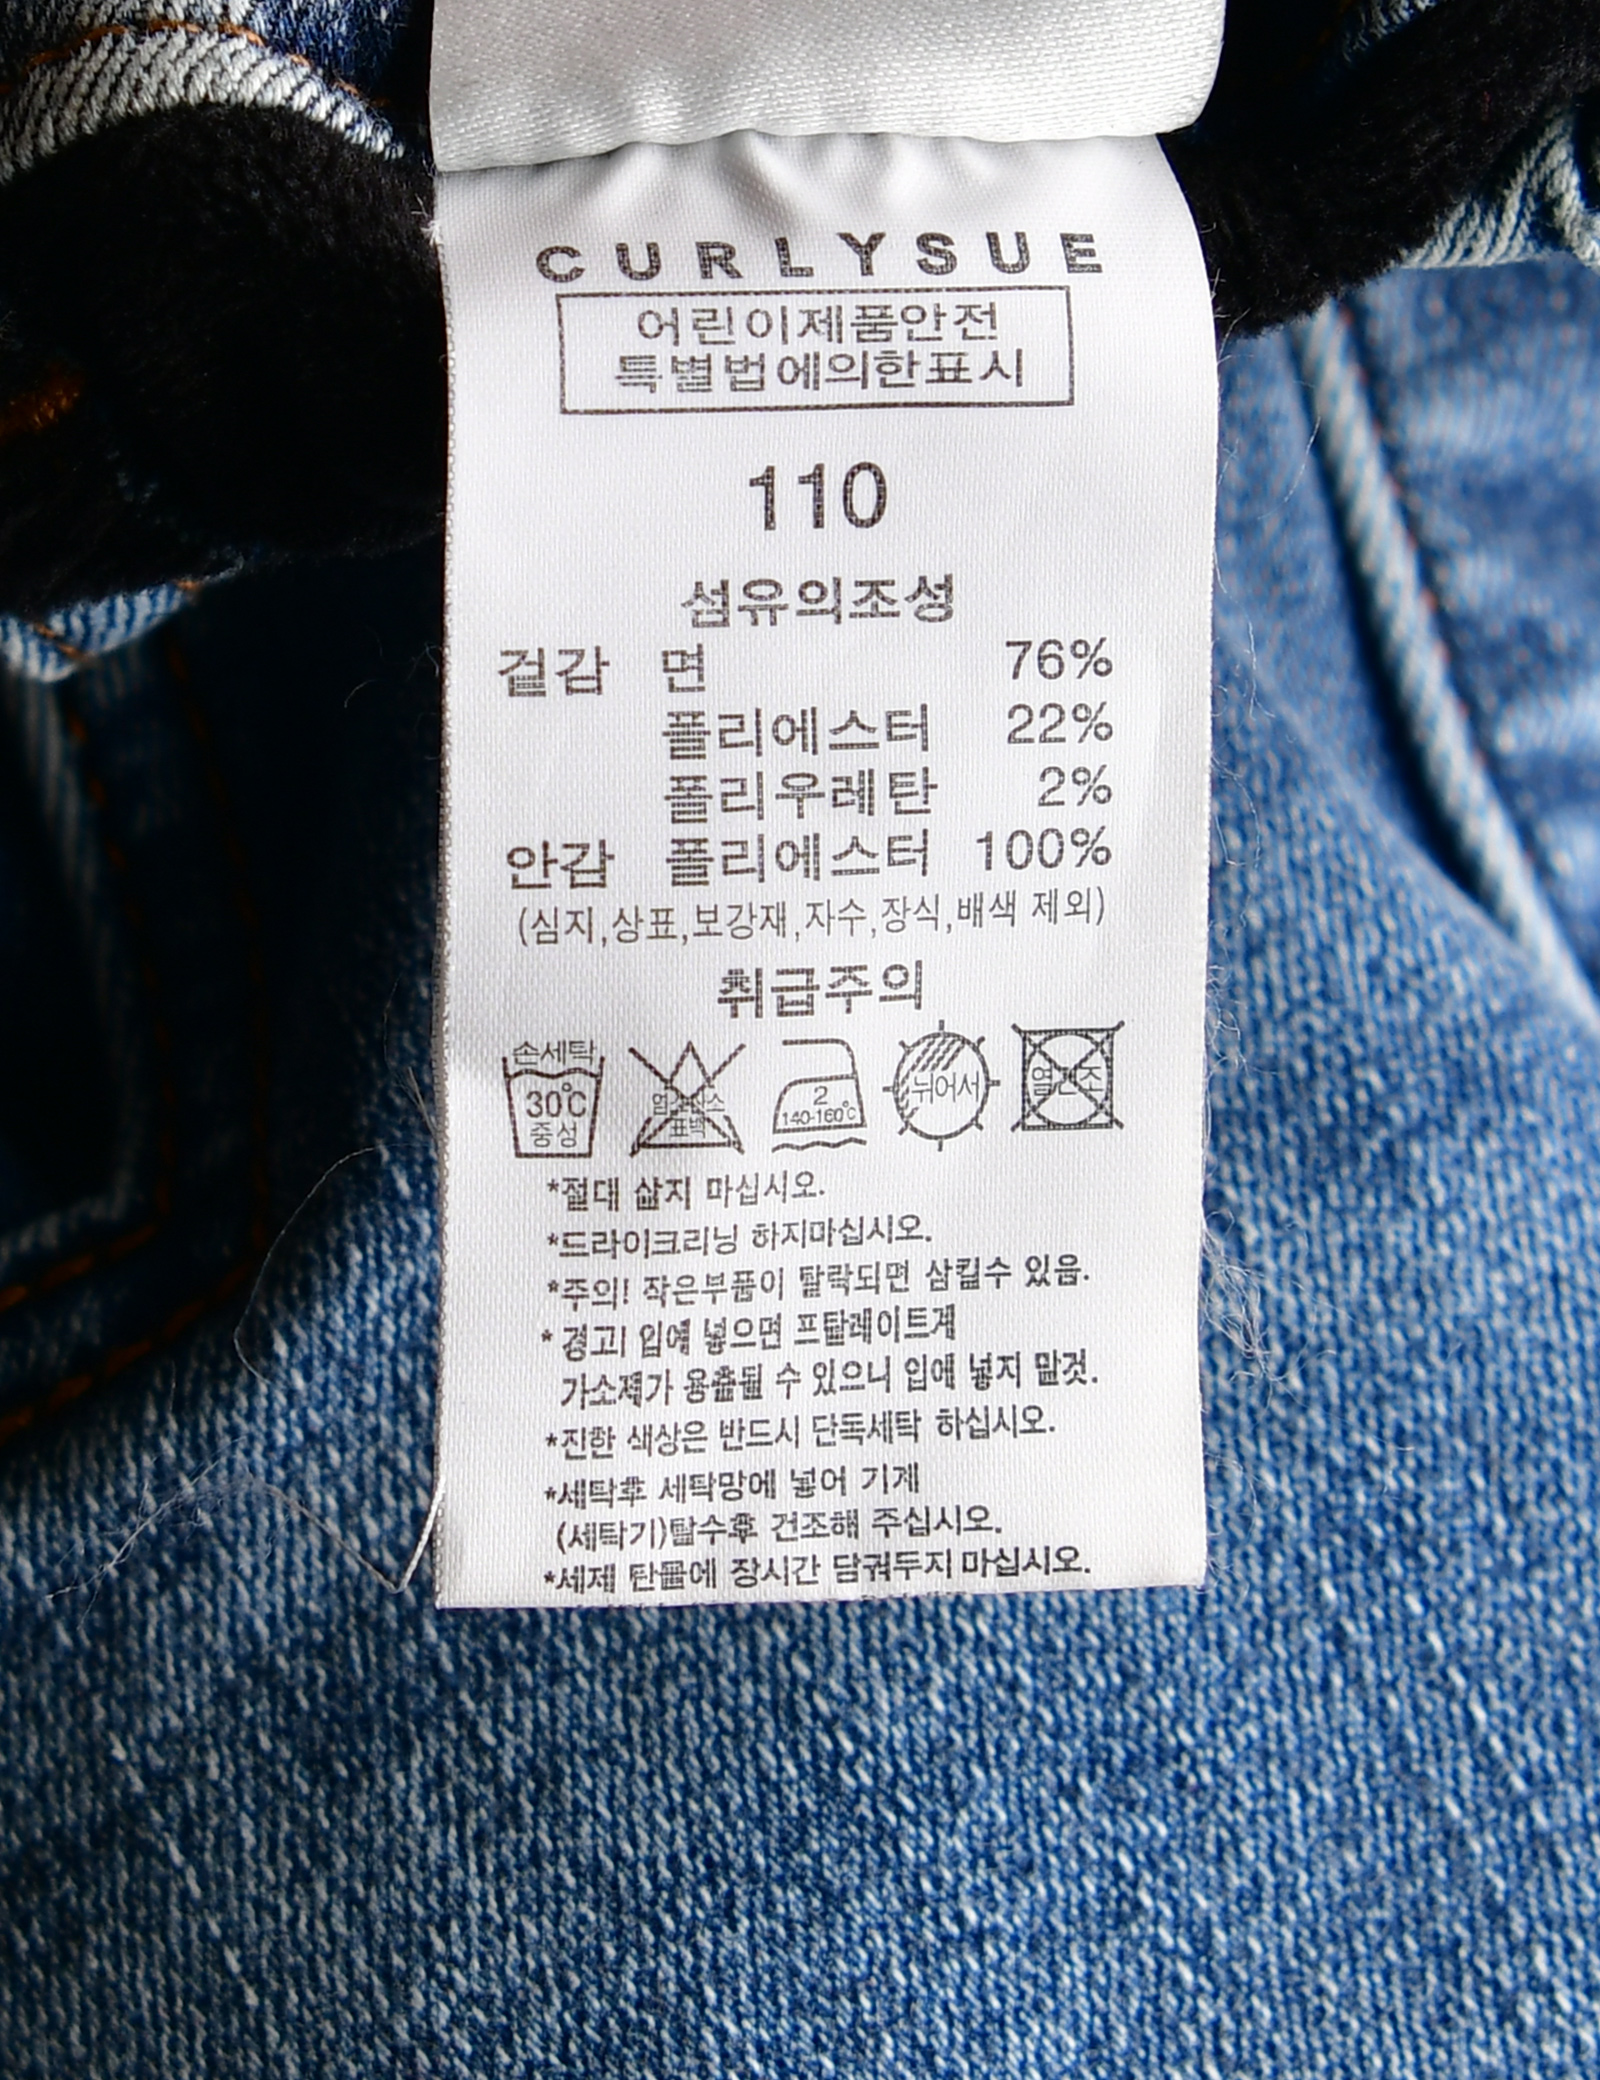 CURLYSUE
어린이제품안전
특별법에의한표시
110
섬유의조성
겉감 면 76%
폴리에스터 22%
폴리우레탄 2%
안감 폴리에스터 100%
(심지,상표,보강재,자수,장식,배색 제외)
취급주의
손세탁
30℃
중성
염소산소
표백
2
140-160℃
뉘어서
열건조
*절대 삶지 마십시오.
*드라이크리닝 하지마십시오.
*주의! 작은부품이 탈락되면 삼킬수 있음.
*경고! 입에 넣으면 프탈레이트계
가소제가 용출될 수 있으니 입에 넣지 말것.
*진한 색상은 반드시 단독세탁 하십시오.
*세탁후 세탁망에 넣어 기계
(세탁기)탈수후 건조해 주십시오.
*세제 탄물에 장시간 담궈두지 마십시오.